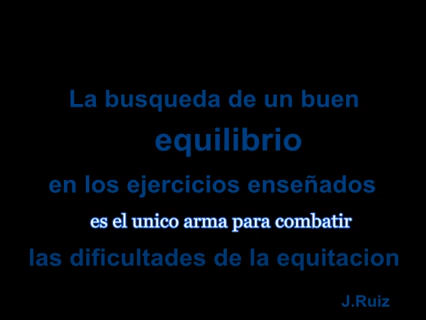 La busqueda de un buen
equilibrio
en los ejercicios enseñados
es el unico arma para combatir
las dificultades de la equitacion
J.Ruiz